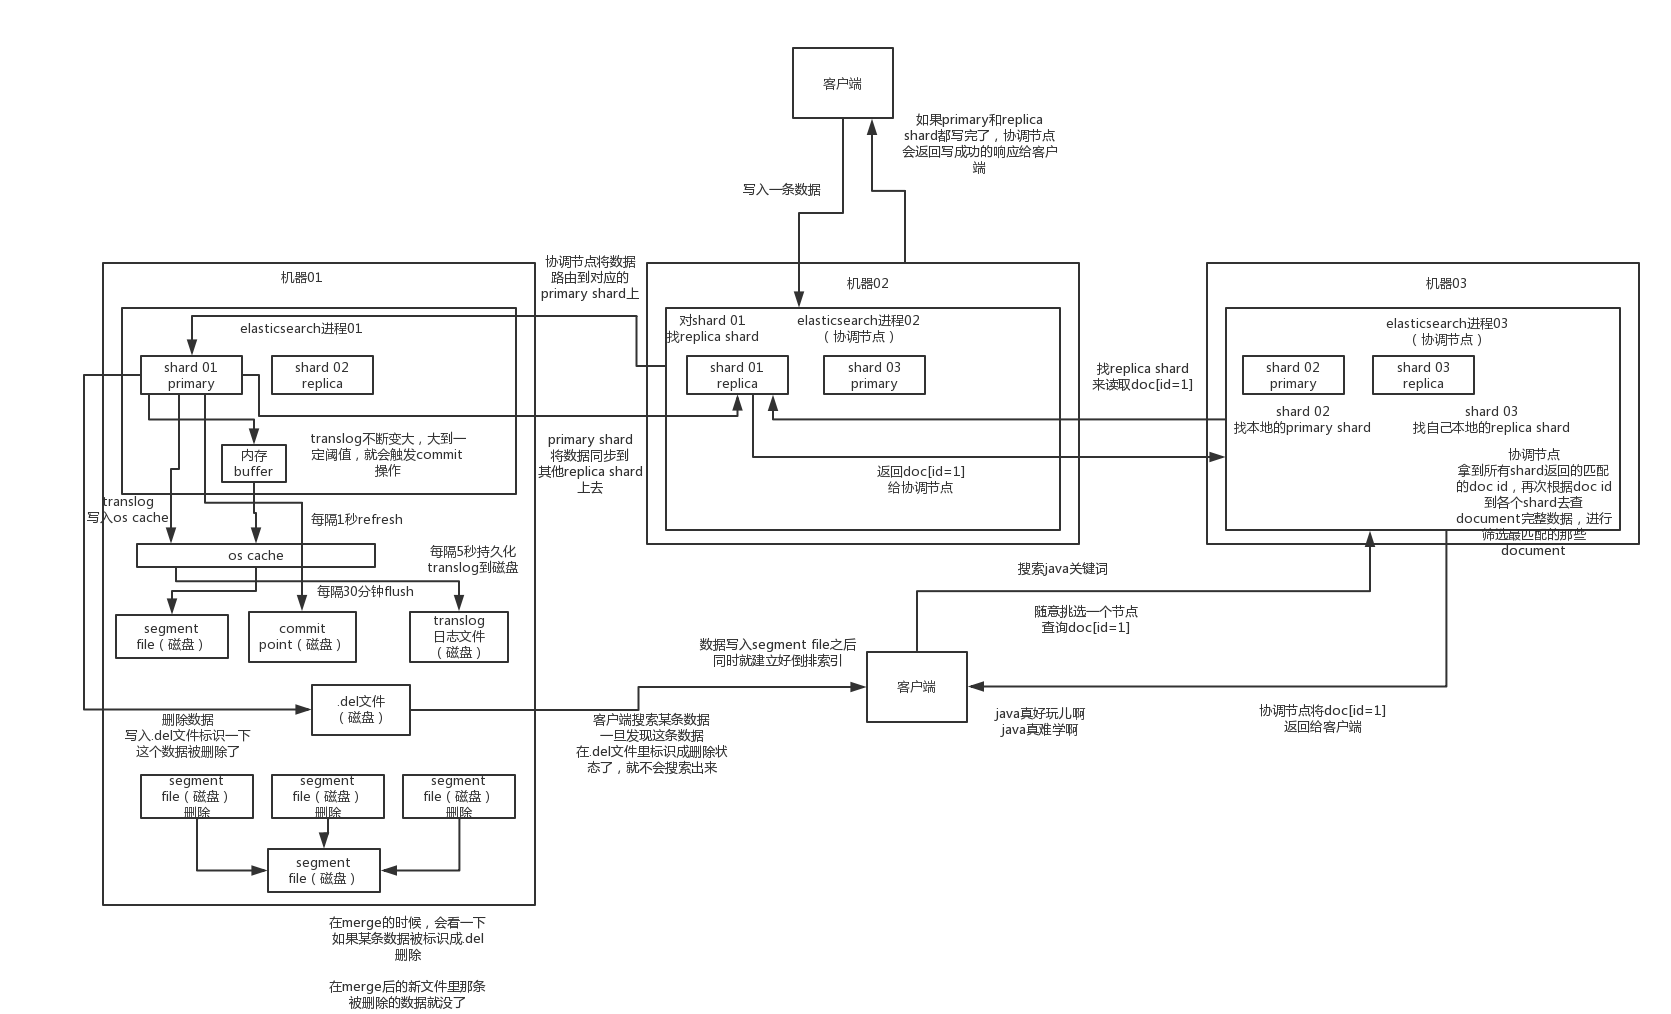 客户端
如果primary和replica
shard都写完了，协调节点
会返回写成功的响应给客户
端
写入一条数据
协调节点将数据
路由到对应的
primary shard上
机器01
elasticsearch进程01
shard 01
primary
shard 02
replica
translog不断变大，大到一
定阈值，就会触发commit
操作
内存
buffer
translog
写入os cache
每隔1秒refresh
os cache
每隔5秒持久化
translog到磁盘
每隔30分钟flush
segment
file（磁盘）
commit
point（磁盘）
translog
日志文件
（磁盘）
.del文件
（磁盘）
删除数据
写入.del文件标识一下
这个数据被删除了
segment
file（磁盘）
删除
segment
file（磁盘）
删除
segment
file（磁盘）
删除
segment
file（磁盘）
在merge的时候，会看一下
如果某条数据被标识成.del
删除
在merge后的新文件里那条
被删除的数据就没了
primary shard
将数据同步到
其他replica shard
上去
机器02
对shard 01
找replica shard
elasticsearch进程02
（协调节点）
shard 01
replica
shard 03
primary
返回doc[id=1]
给协调节点
找replica shard
来读取doc[id=1]
机器03
elasticsearch进程03
（协调节点）
shard 02
primary
shard 03
replica
shard 02
找本地的primary shard
shard 03
找自己本地的replica shard
协调节点
拿到所有shard返回的匹配
的doc id，再次根据doc id
到各个shard去查
document完整数据，进行
筛选最匹配的那些
document
搜索java关键词
随意挑选一个节点
查询doc[id=1]
数据写入segment file之后
同时就建立好倒排索引
客户端
客户端搜索某条数据
一旦发现这条数据
在.del文件里标识成删除状
态了，就不会搜索出来
java真好玩儿啊
java真难学啊
协调节点将doc[id=1]
返回给客户端